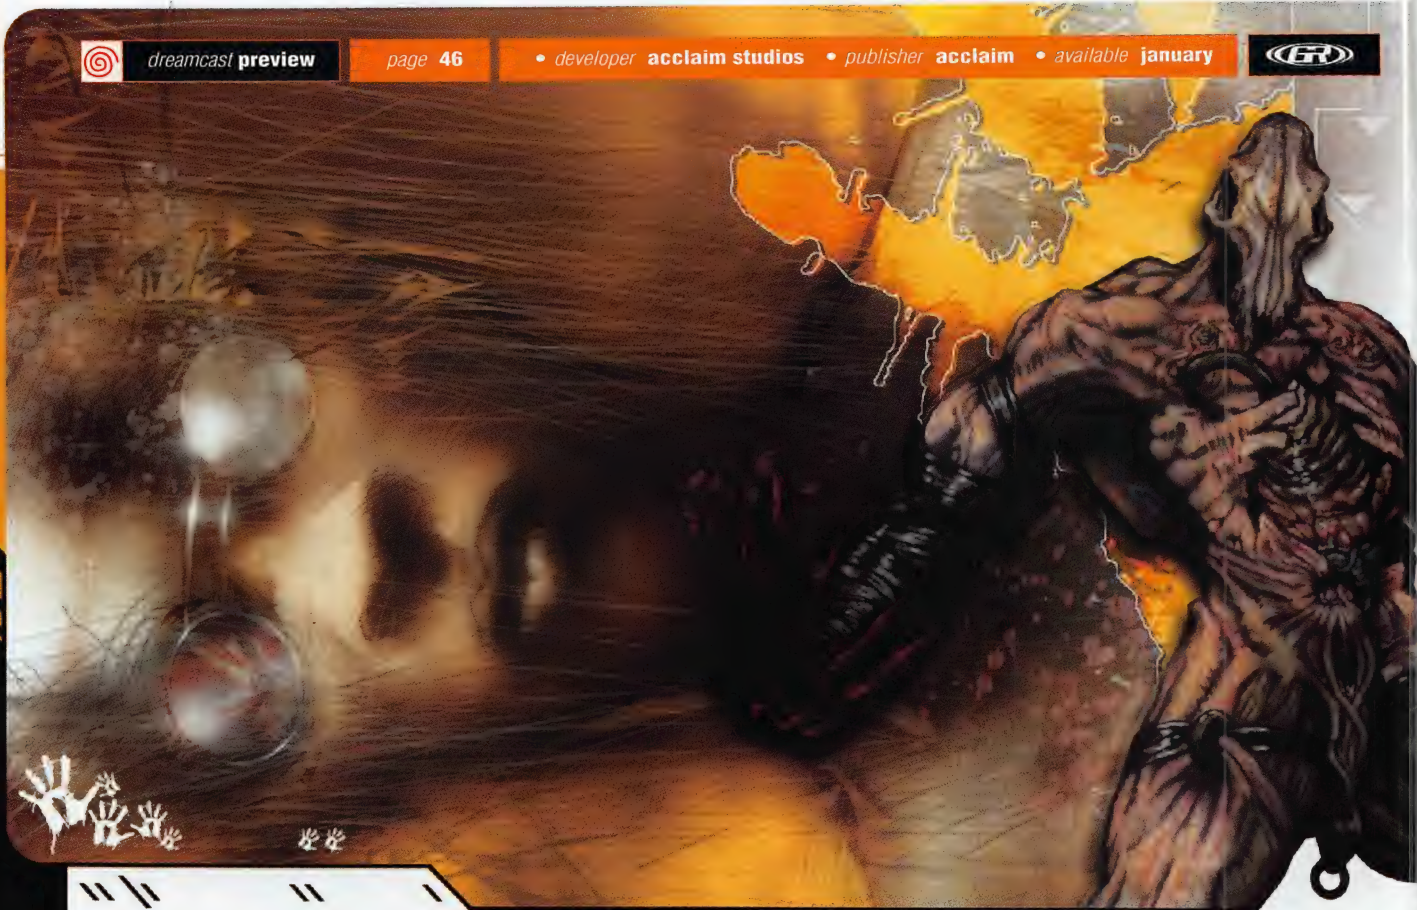 dreamcast preview page 46 • developer acclaim studios • publisher acclaim • available january GR